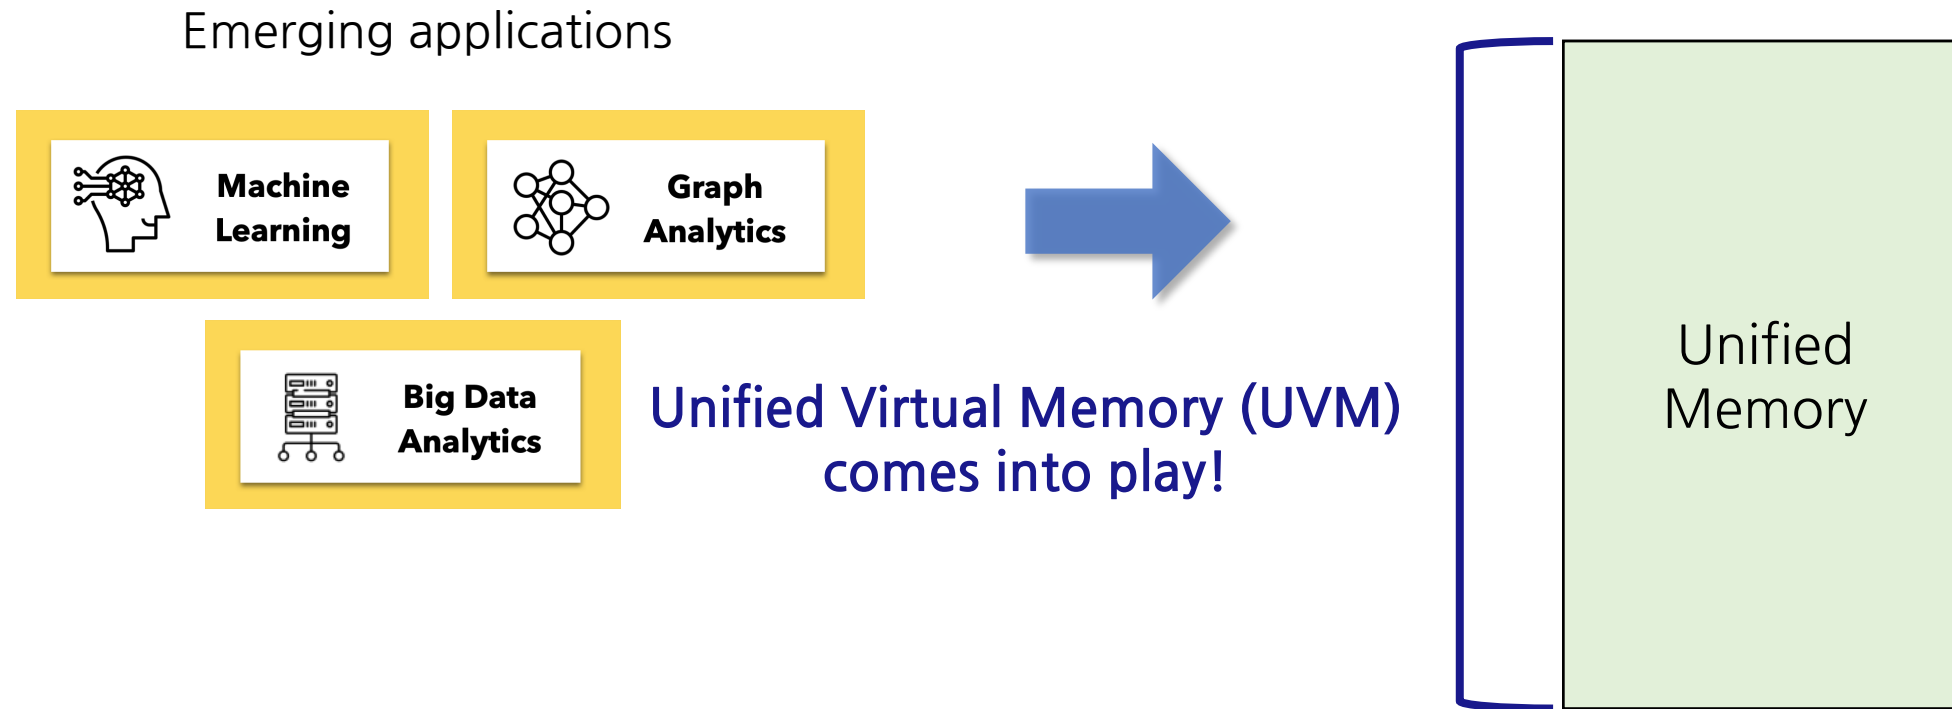 Emerging applications
Machine
Learning
Graph
Analytics
Big Data
Analytics
Unified Virtual Memory (UVM)
comes into play!
Unified
Memory